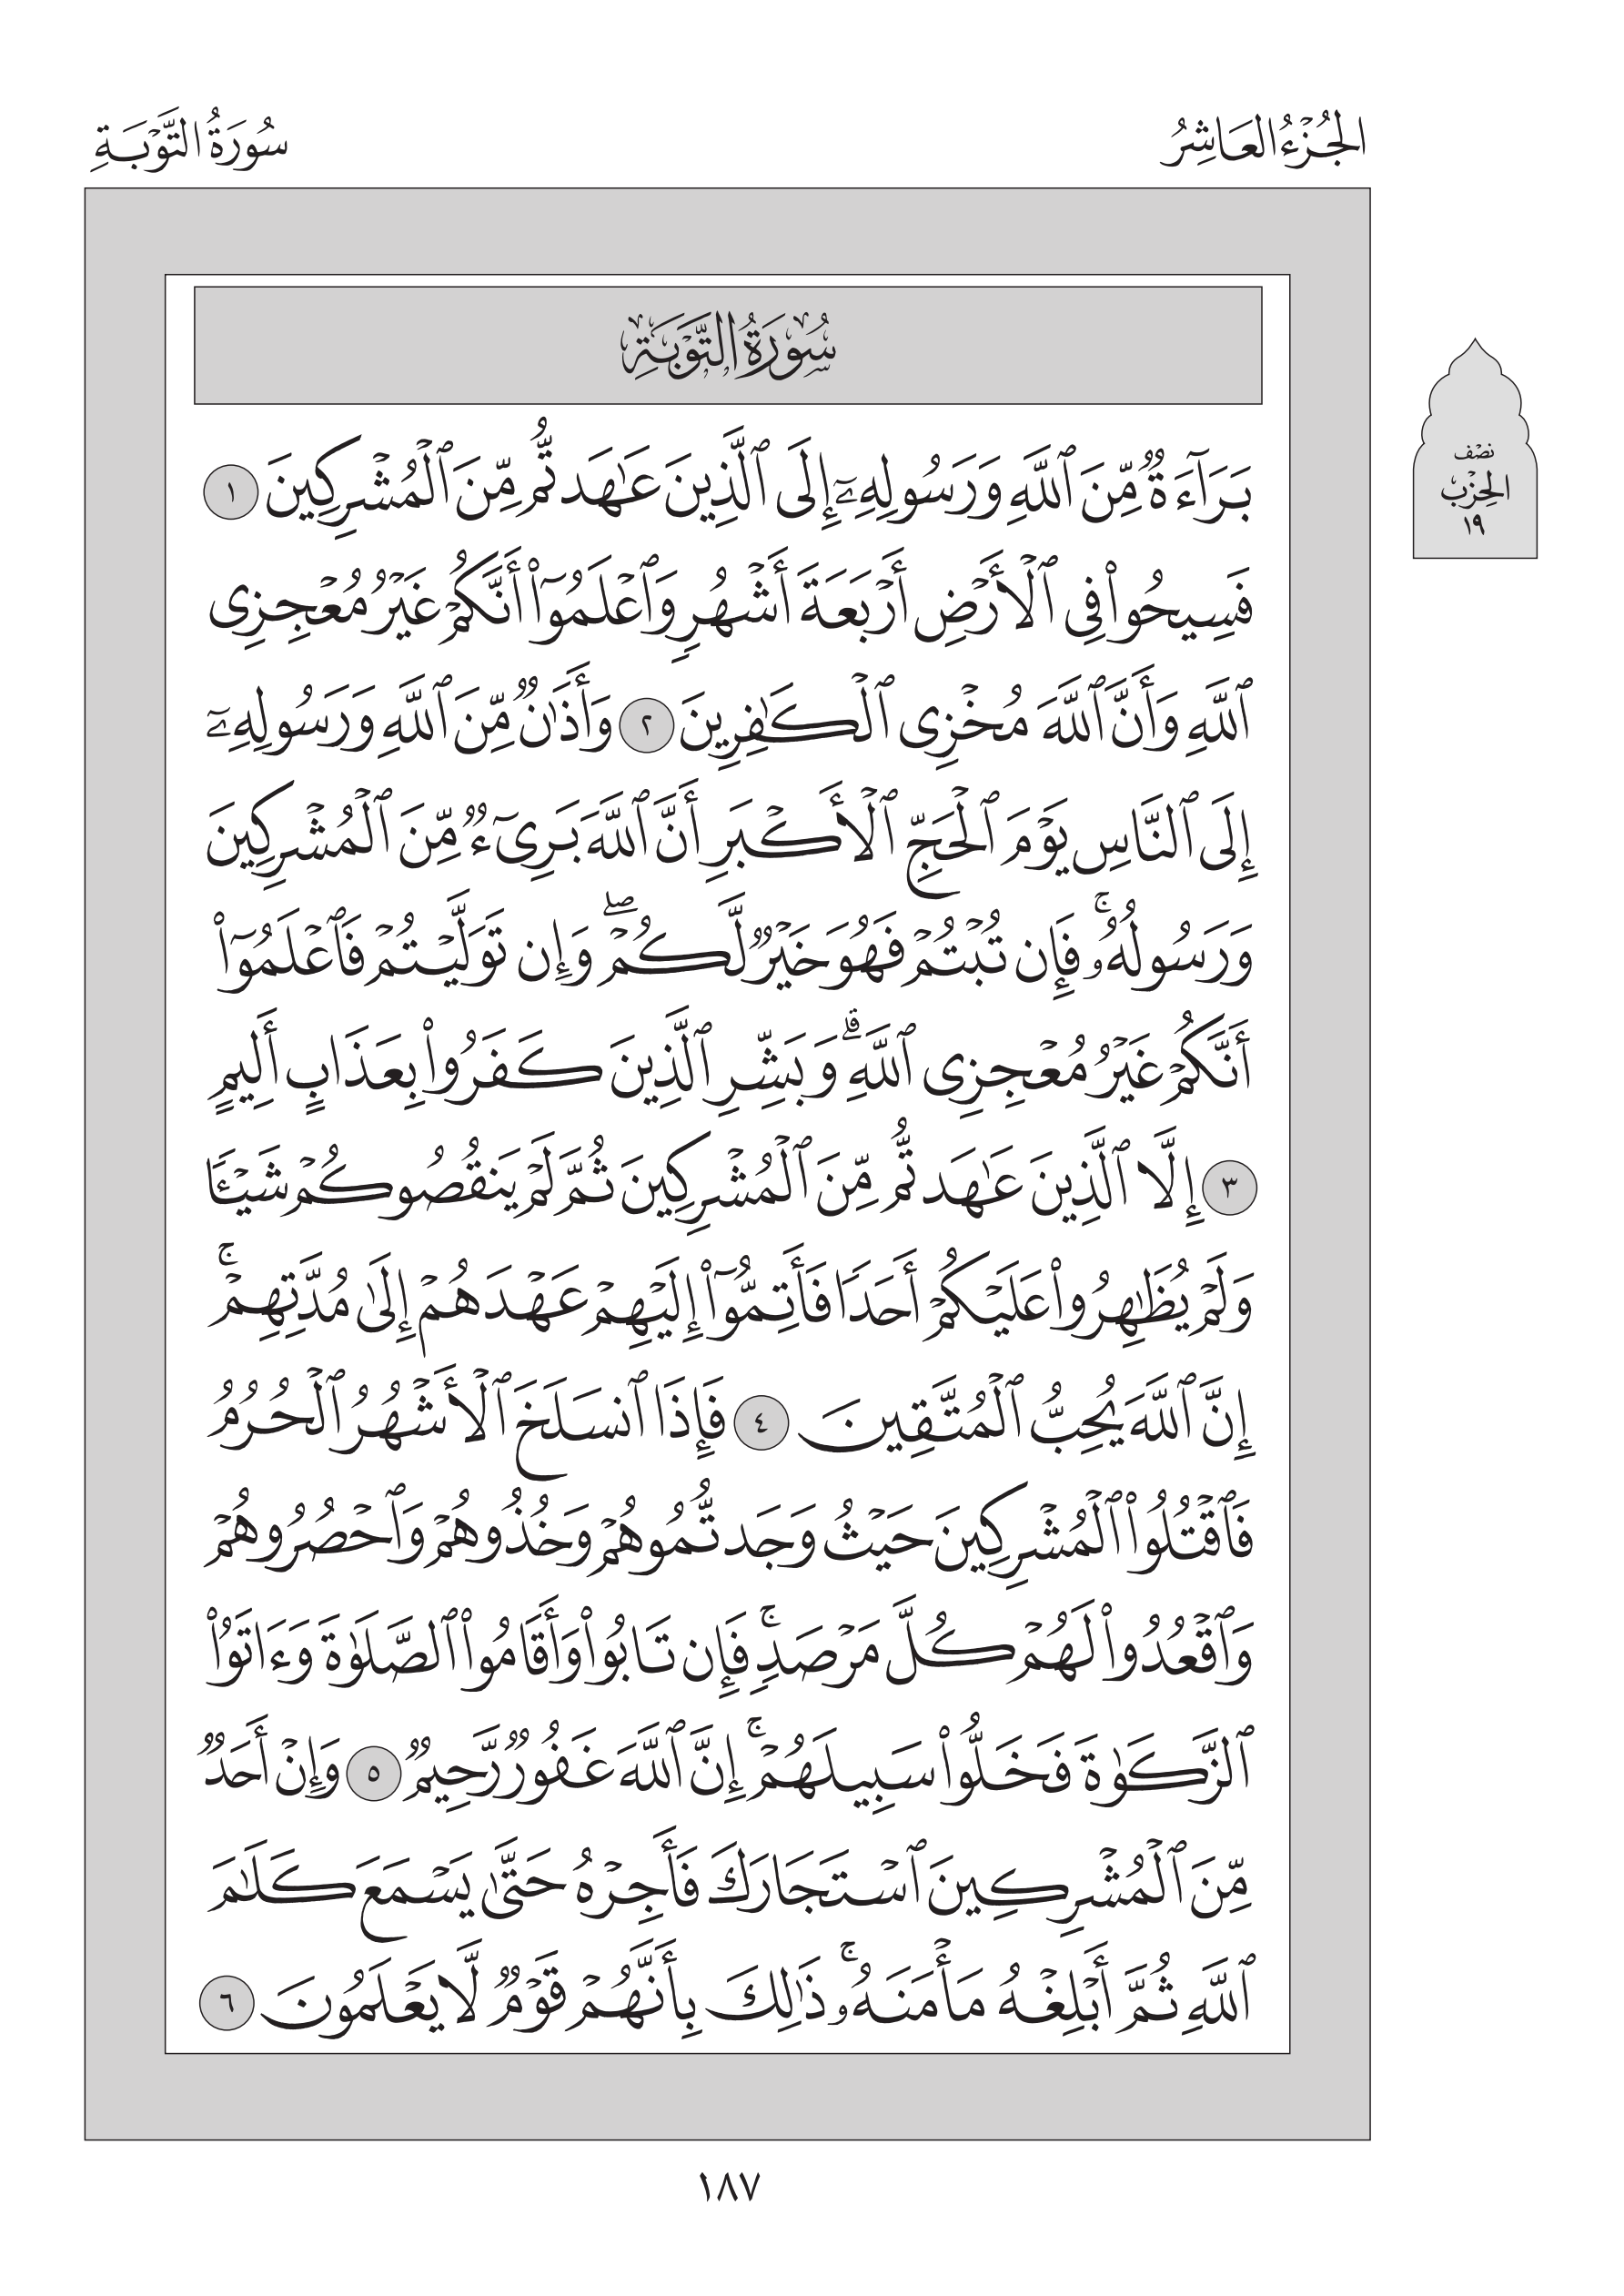 الجُزْءُ العَاشِرُ
سُورَةُ التَّوْبَةِ
سُورَةُ التَّوْبَةِ
بَرَآءَةٌ مِّنَ ٱللَّهِ وَرَسُولِهِۦٓ إِلَى ٱلَّذِينَ عَٰهَدتُّم مِّنَ ٱلْمُشْرِكِينَ ١
فَسِيحُوا۟ فِى ٱلْأَرْضِ أَرْبَعَةَ أَشْهُرٍ وَٱعْلَمُوٓا۟ أَنَّكُمْ غَيْرُ مُعْجِزِى
ٱللَّهِ وَأَنَّ ٱللَّهَ مُخْزِى ٱلْكَٰفِرِينَ ٢ وَأَذَٰنٌ مِّنَ ٱللَّهِ وَرَسُولِهِۦٓ
إِلَى ٱلنَّاسِ يَوْمَ ٱلْحَجِّ ٱلْأَكْبَرِ أَنَّ ٱللَّهَ بَرِىٓءٌ مِّنَ ٱلْمُشْرِكِينَ
وَرَسُولُهُۥ ۚ فَإِن تُبْتُمْ فَهُوَ خَيْرٌ لَّكُمْ ۖ وَإِن تَوَلَّيْتُمْ فَٱعْلَمُوٓا۟
أَنَّكُمْ غَيْرُ مُعْجِزِى ٱللَّهِ ۗ وَبَشِّرِ ٱلَّذِينَ كَفَرُوا۟ بِعَذَابٍ أَلِيمٍ
٣ إِلَّا ٱلَّذِينَ عَٰهَدتُّم مِّنَ ٱلْمُشْرِكِينَ ثُمَّ لَمْ يَنقُصُوكُمْ شَيْـًٔا
وَلَمْ يُظَٰهِرُوا۟ عَلَيْكُمْ أَحَدًا فَأَتِمُّوٓا۟ إِلَيْهِمْ عَهْدَهُمْ إِلَىٰ مُدَّتِهِمْ ۚ
إِنَّ ٱللَّهَ يُحِبُّ ٱلْمُتَّقِينَ ٤ فَإِذَا ٱنسَلَخَ ٱلْأَشْهُرُ ٱلْحُرُمُ
فَٱقْتُلُوا۟ ٱلْمُشْرِكِينَ حَيْثُ وَجَدتُّمُوهُمْ وَخُذُوهُمْ وَٱحْصُرُوهُمْ
وَٱقْعُدُوا۟ لَهُمْ كُلَّ مَرْصَدٍ ۚ فَإِن تَابُوا۟ وَأَقَامُوا۟ ٱلصَّلَوٰةَ وَءَاتَوُا۟
ٱلزَّكَوٰةَ فَخَلُّوا۟ سَبِيلَهُمْ ۚ إِنَّ ٱللَّهَ غَفُورٌ رَّحِيمٌ ٥ وَإِنْ أَحَدٌ
مِّنَ ٱلْمُشْرِكِينَ ٱسْتَجَارَكَ فَأَجِرْهُ حَتَّىٰ يَسْمَعَ كَلَٰمَ
ٱللَّهِ ثُمَّ أَبْلِغْهُ مَأْمَنَهُۥ ۚ ذَٰلِكَ بِأَنَّهُمْ قَوْمٌ لَّا يَعْلَمُونَ ٦
نصْف
الحِزْب
١٩
١٨٧